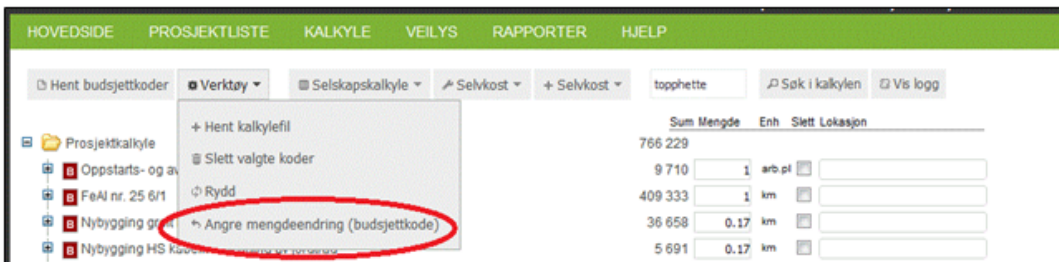 HOVEDSIDE PROSJEKTLISTE KALKYLE VEILYS RAPPORTER HJELP
Hent budsjettkoder Verktøy Selskapskalkyle Selvkost + Selvkost topphette Søk i kalkylen Vis logg
+ Hent kalkylefil
Slett valgte koder
Rydd
Angre mengdeendring (budsjettkode)
Sum Mengde Enh Slett Lokasjon
Prosjektkalkyle 766 229
B Oppstarts- og av 9 710 1 arb.pl
B FeAl nr. 25 6/1 409 333 1 km
B Nybygging 36 658 0.17 km
B Nybygging HS 5 691 0.17 km